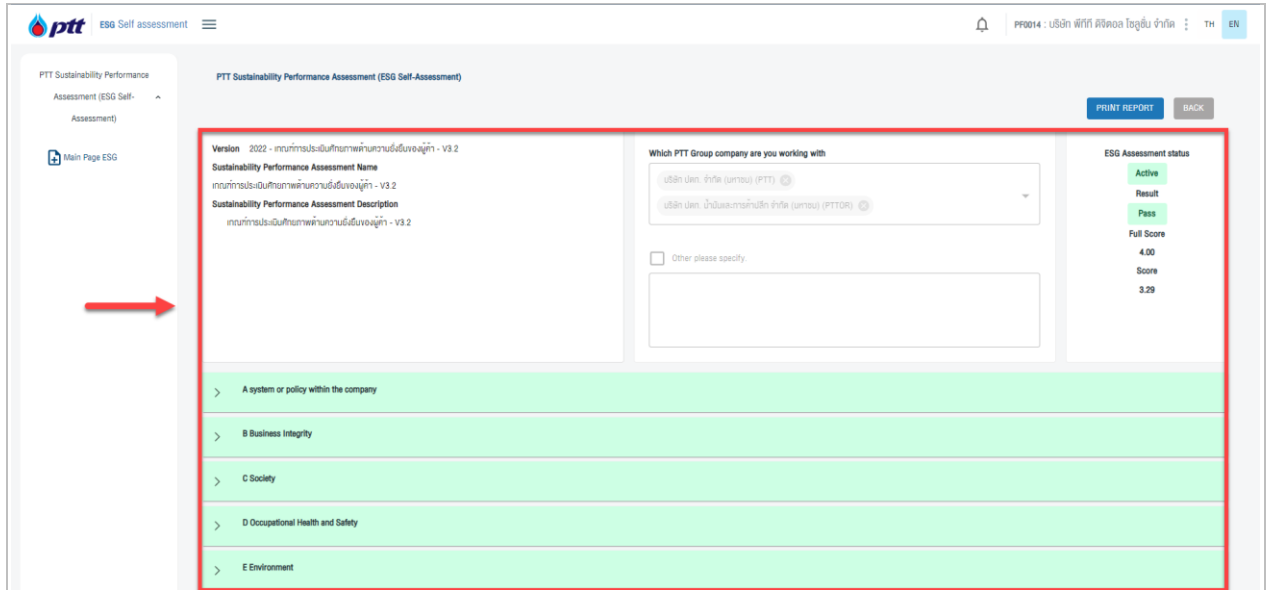 ptt ESG Self assessment
PF0014 : บริษัท พีทีที ดิจิตอล โซลูชั่น จำกัด
TH EN
PTT Sustainability Performance
Assessment (ESG Self-
Assessment)
Main Page ESG
PTT Sustainability Performance Assessment (ESG Self-Assessment)
PRINT REPORT BACK
Version 2022 - เกณฑ์การประเมินศักยภาพด้านความยั่งยืนของผู้ค้า - V3.2
Sustainability Performance Assessment Name
เกณฑ์การประเมินศักยภาพด้านความยั่งยืนของผู้ค้า - V3.2
Sustainability Performance Assessment Description
เกณฑ์การประเมินศักยภาพด้านความยั่งยืนของผู้ค้า - V3.2
Which PTT Group company are you working with
บริษัท ปตท. จำกัด (มหาชน) (PTT)
บริษัท ปตท. น้ำมันและการค้าปลีก จำกัด (มหาชน) (PTTOR)
Other please specify
ESG Assessment status
Active
Result
Pass
Full Score
4.00
Score
3.29
A system or policy within the company
B Business Integrity
C Society
D Occupational Health and Safety
E Environment